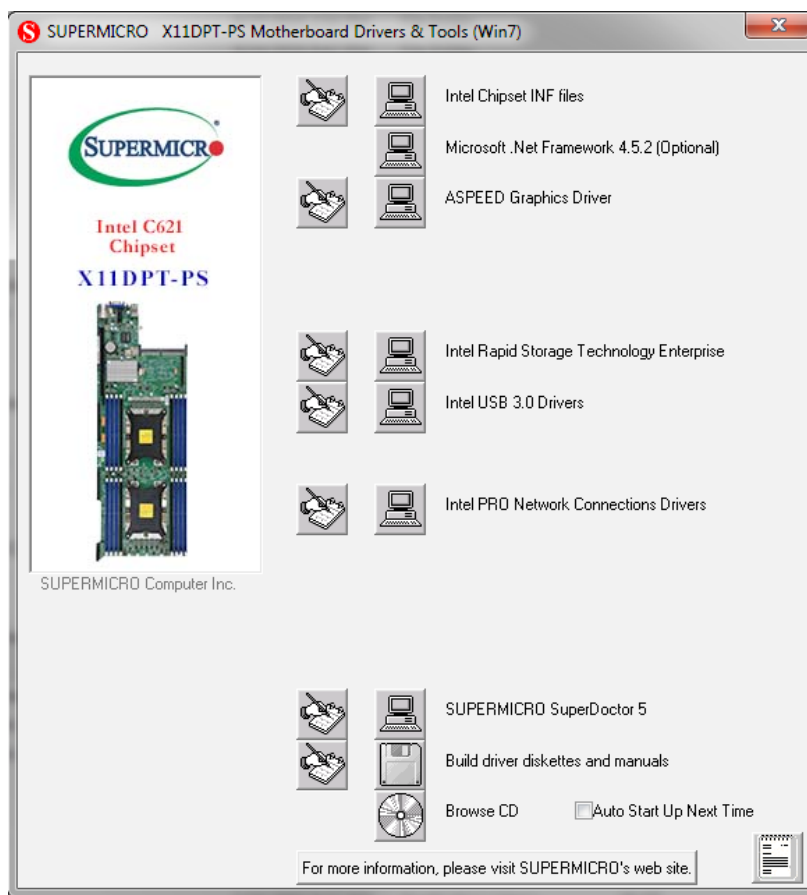 SUPERMICRO X11DPT-PS Motherboard Drivers & Tools (Win7)
SUPERMICRO
Intel C621
Chipset
X11DPT-PS
SUPERMICRO Computer Inc.
Intel Chipset INF files
Microsoft .Net Framework 4.5.2 (Optional)
ASPEED Graphics Driver
Intel Rapid Storage Technology Enterprise
Intel USB 3.0 Drivers
Intel PRO Network Connections Drivers
SUPERMICRO SuperDoctor 5
Build driver diskettes and manuals
Browse CD
Auto Start Up Next Time
For more information, please visit SUPERMICRO's web site.